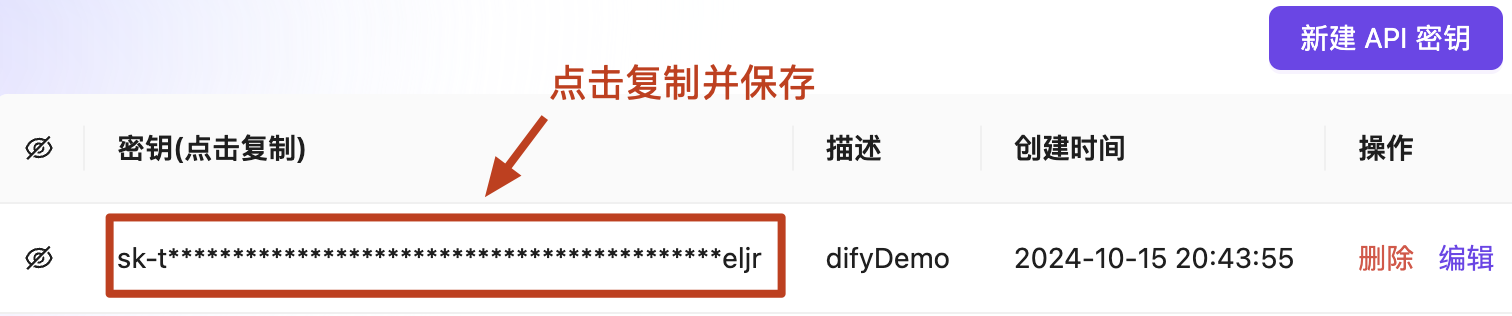 新建 API 密钥
点击复制并保存
密钥(点击复制) 描述 创建时间 操作
sk-t********************************************eljr difyDemo 2024-10-15 20:43:55 删除 编辑